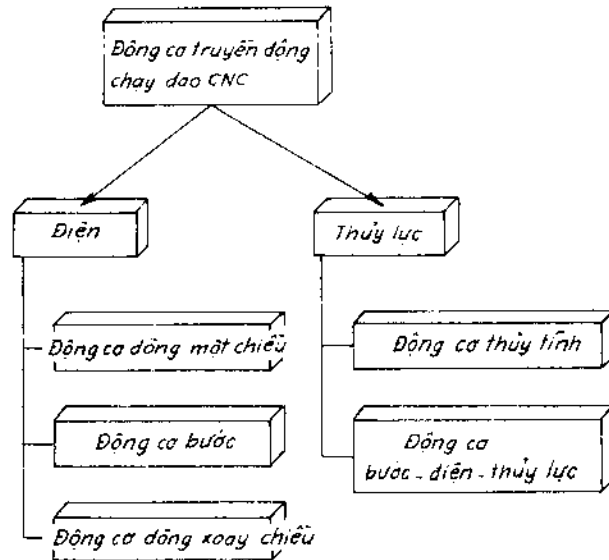 Động cơ truyền động
chạy dao CNC
Điện
Thủy lực
Động cơ dòng một chiều
Động cơ bước
Động cơ dòng xoay chiều
Động cơ thủy tĩnh
Động cơ
bước - điện - thủy lực